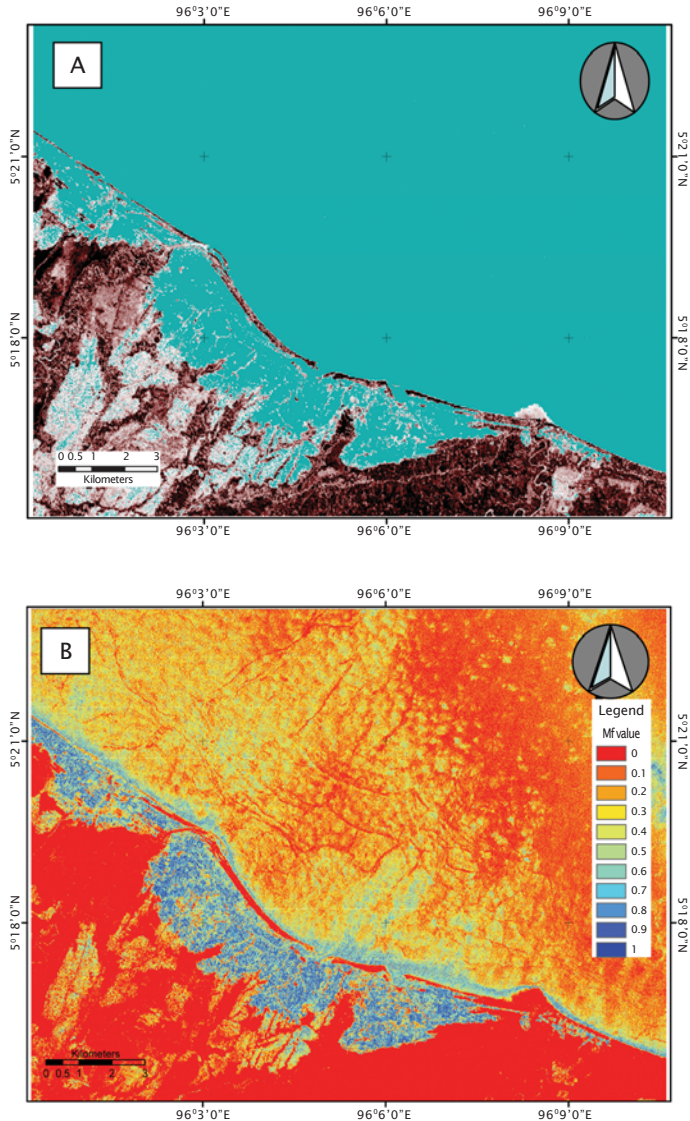 96°3'0"E 96°6'0"E 96°9'0"E
A
5°21'0"N 5°21'0"N
5°18'0"N 5°18'0"N
0 0.5 1 2 3
Kilometers
96°3'0"E 96°6'0"E 96°9'0"E
96°3'0"E 96°6'0"E 96°9'0"E
B
Legend
Mf value
0
0.1
0.2
0.3
0.4
0.5
0.6
0.7
0.8
0.9
1
5°21'0"N 5°21'0"N
5°18'0"N 5°18'0"N
Kilometers
0 0.5 1 2 3
96°3'0"E 96°6'0"E 96°9'0"E